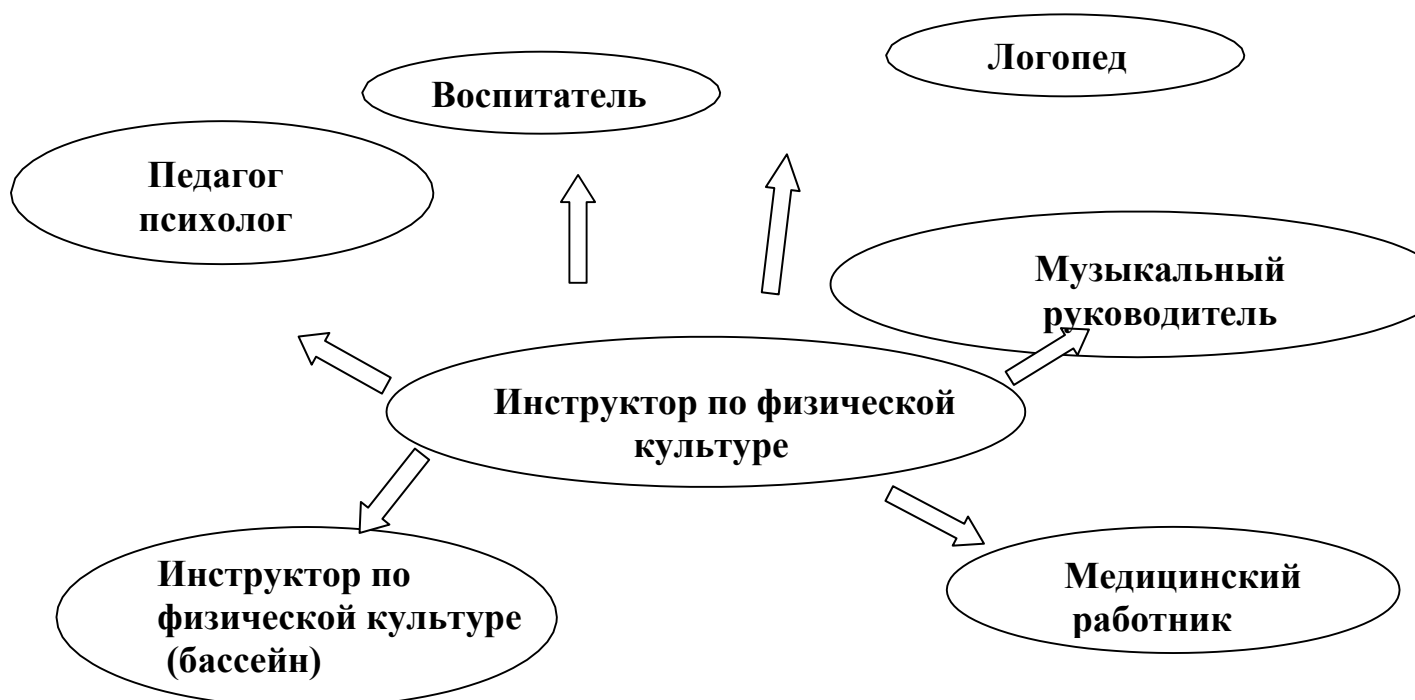 Логопед
Воспитатель
Педагог
психолог
Музыкальный
руководитель
Инструктор по физической
культуре
Инструктор по
физической культуре
(бассейн)
Медицинский
работник